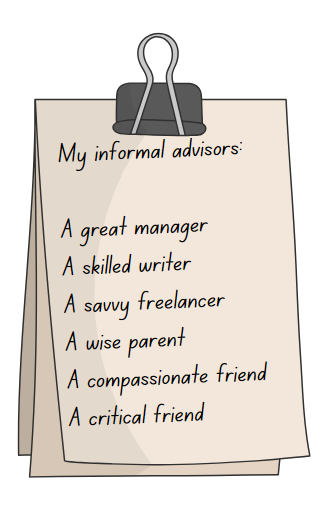 My informal advisors:
A great manager
A skilled writer
A savvy freelancer
A wise parent
A compassionate friend
A critical friend